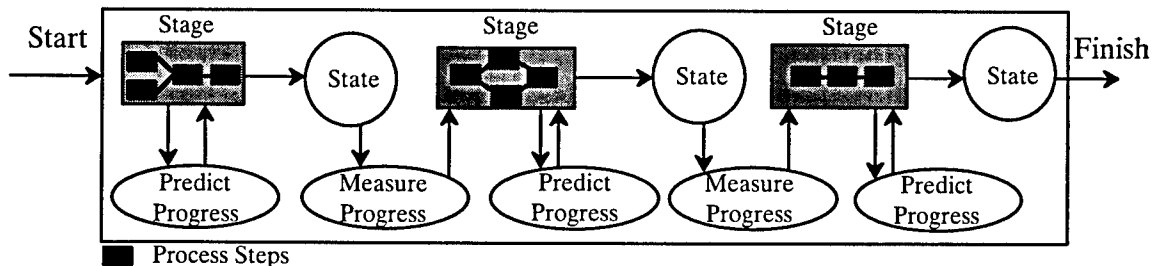 Stage
Stage
Stage
Start
Finish
State
State
State
Predict
Progress
Measure
Progress
Predict
Progress
Measure
Progress
Predict
Progress
Process Steps